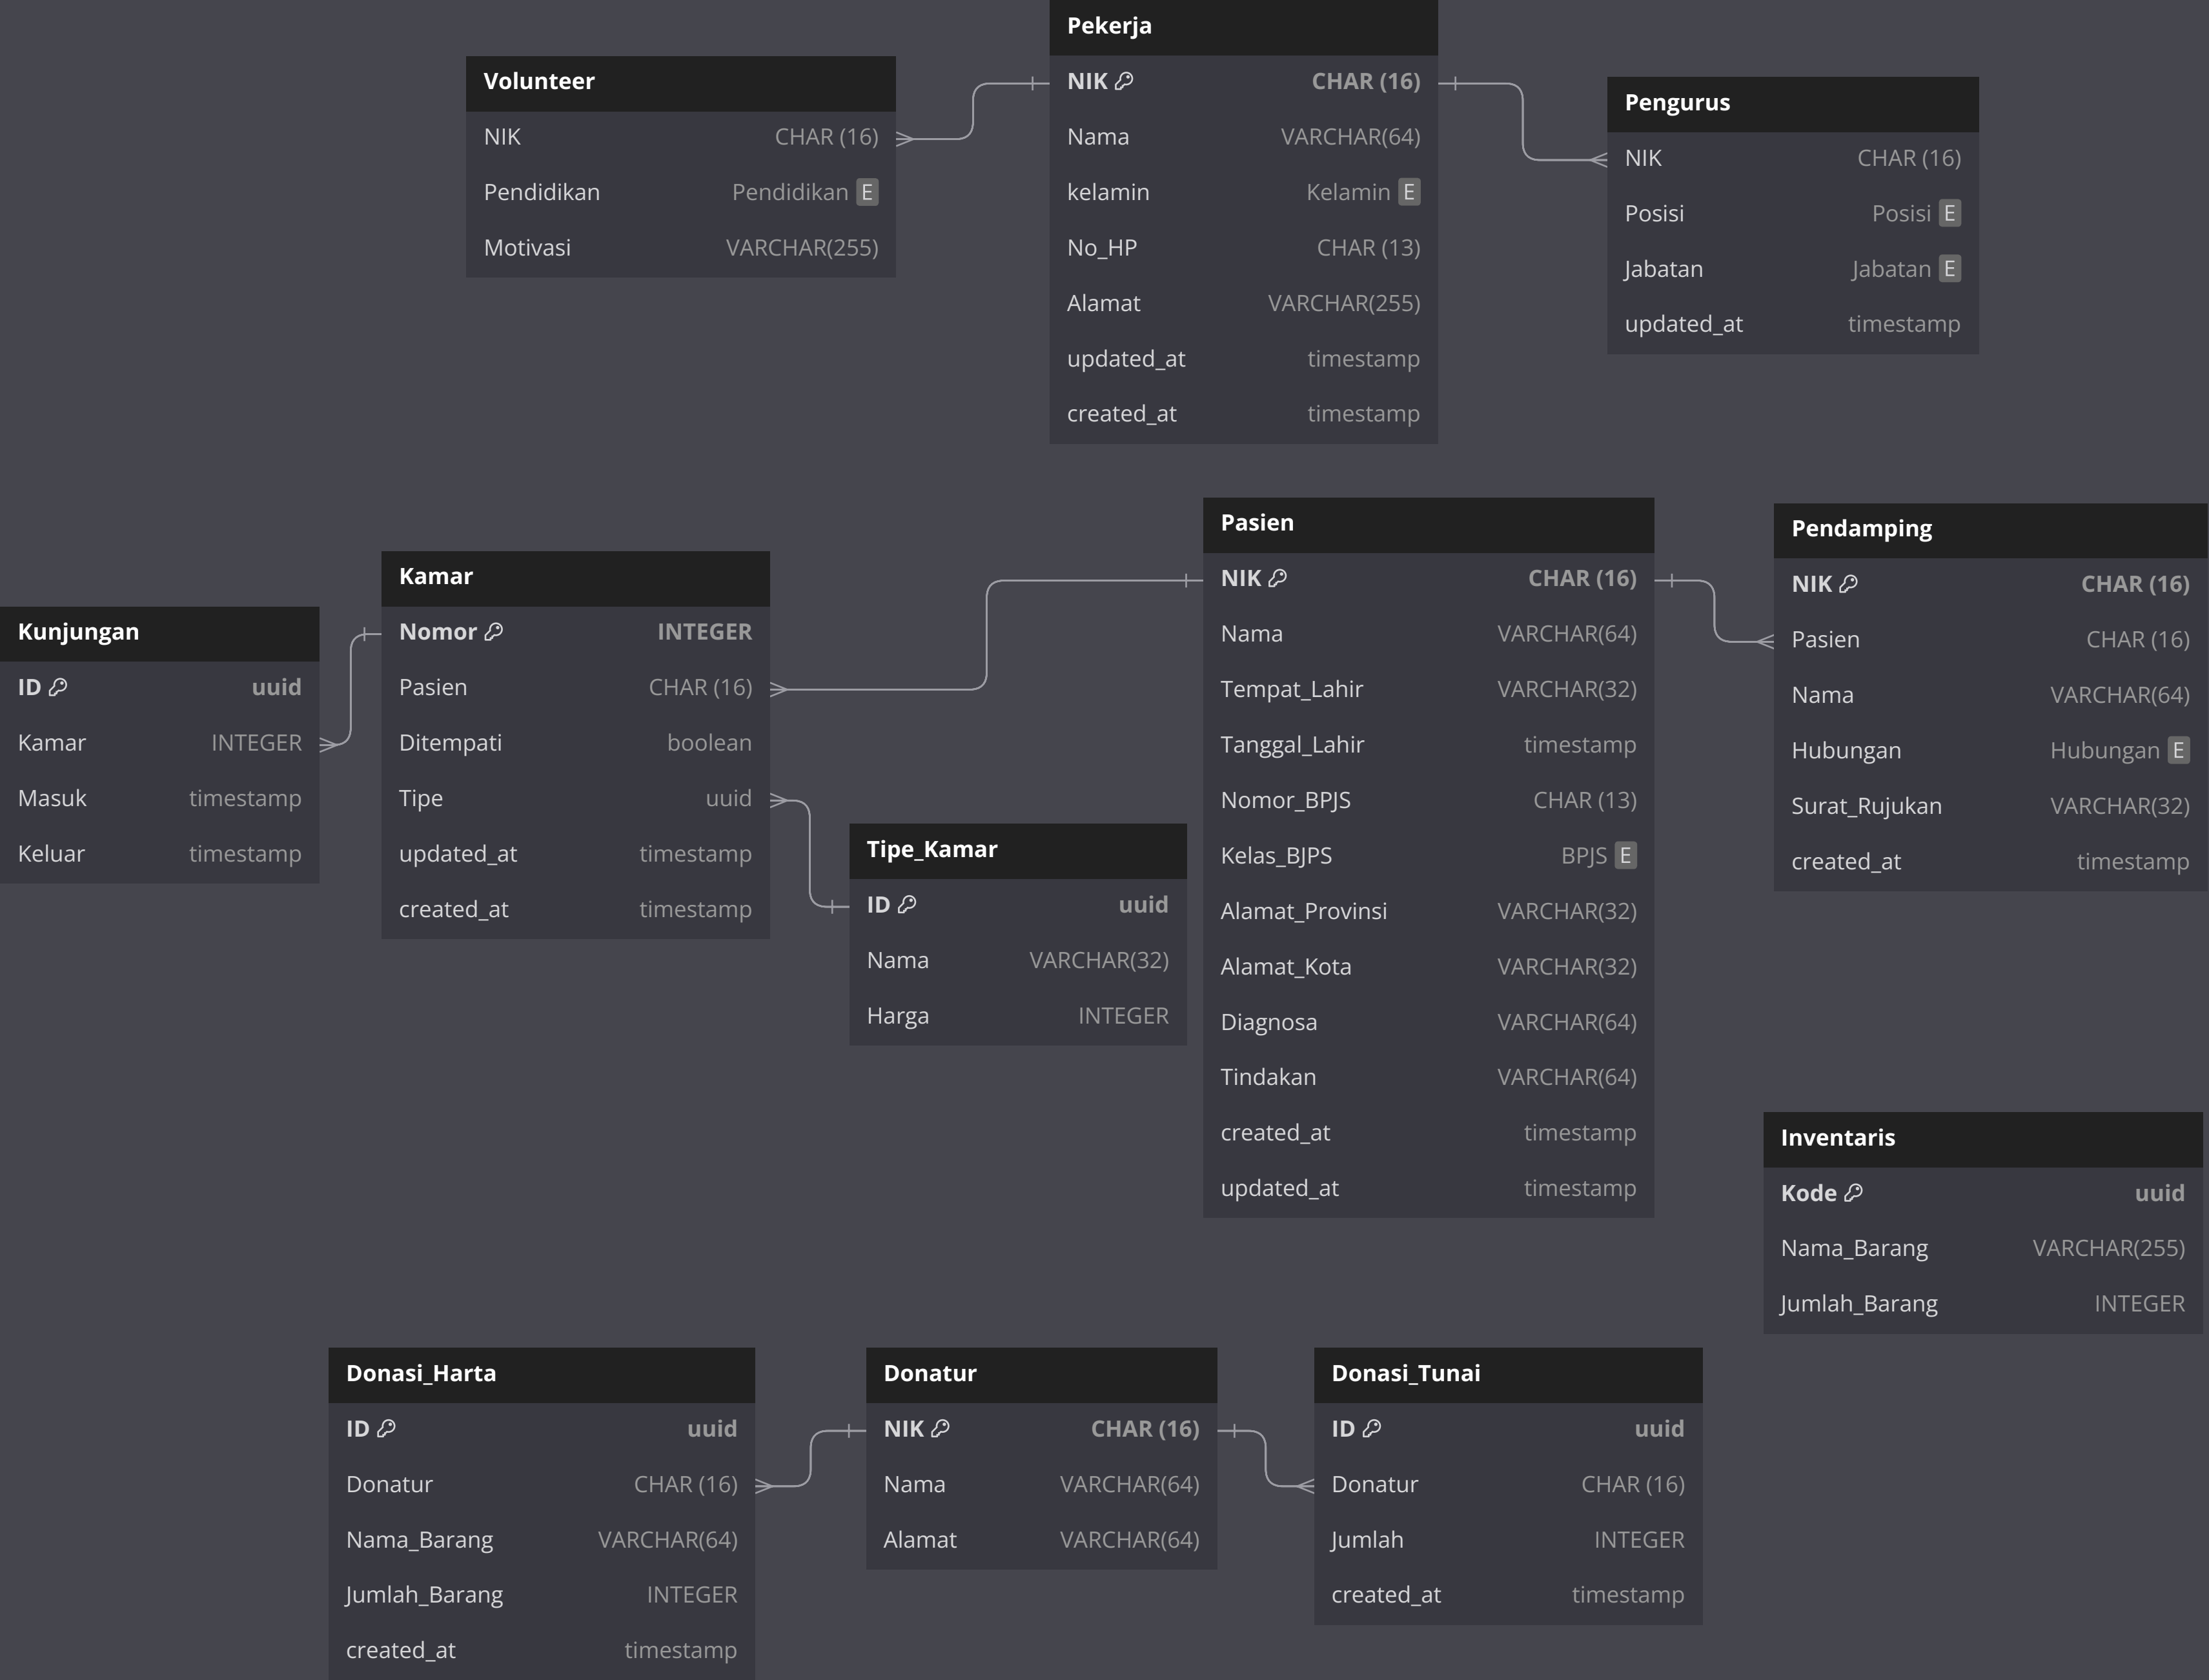 Pekerja
NIK CHAR (16)
Nama VARCHAR(64)
kelamin Kelamin E
No_HP CHAR (13)
Alamat VARCHAR(255)
updated_at timestamp
created_at timestamp
Volunteer
NIK CHAR (16)
Pendidikan Pendidikan E
Motivasi VARCHAR(255)
Pengurus
NIK CHAR (16)
Posisi Posisi E
Jabatan Jabatan E
updated_at timestamp
Kunjungan
ID uuid
Kamar INTEGER
Masuk timestamp
Keluar timestamp
Kamar
Nomor INTEGER
Pasien CHAR (16)
Ditempati boolean
Tipe uuid
updated_at timestamp
created_at timestamp
Tipe_Kamar
ID uuid
Nama VARCHAR(32)
Harga INTEGER
Pasien
NIK CHAR (16)
Nama VARCHAR(64)
Tempat_Lahir VARCHAR(32)
Tanggal_Lahir timestamp
Nomor_BPJS CHAR (13)
Kelas_BJPS BPJS E
Alamat_Provinsi VARCHAR(32)
Alamat_Kota VARCHAR(32)
Diagnosa VARCHAR(64)
Tindakan VARCHAR(64)
created_at timestamp
updated_at timestamp
Pendamping
NIK CHAR (16)
Pasien CHAR (16)
Nama VARCHAR(64)
Hubungan Hubungan E
Surat_Rujukan VARCHAR(32)
created_at timestamp
Inventaris
Kode uuid
Nama_Barang VARCHAR(255)
Jumlah_Barang INTEGER
Donasi_Harta
ID uuid
Donatur CHAR (16)
Nama_Barang VARCHAR(64)
Jumlah_Barang INTEGER
created_at timestamp
Donatur
NIK CHAR (16)
Nama VARCHAR(64)
Alamat VARCHAR(64)
Donasi_Tunai
ID uuid
Donatur CHAR (16)
Jumlah INTEGER
created_at timestamp